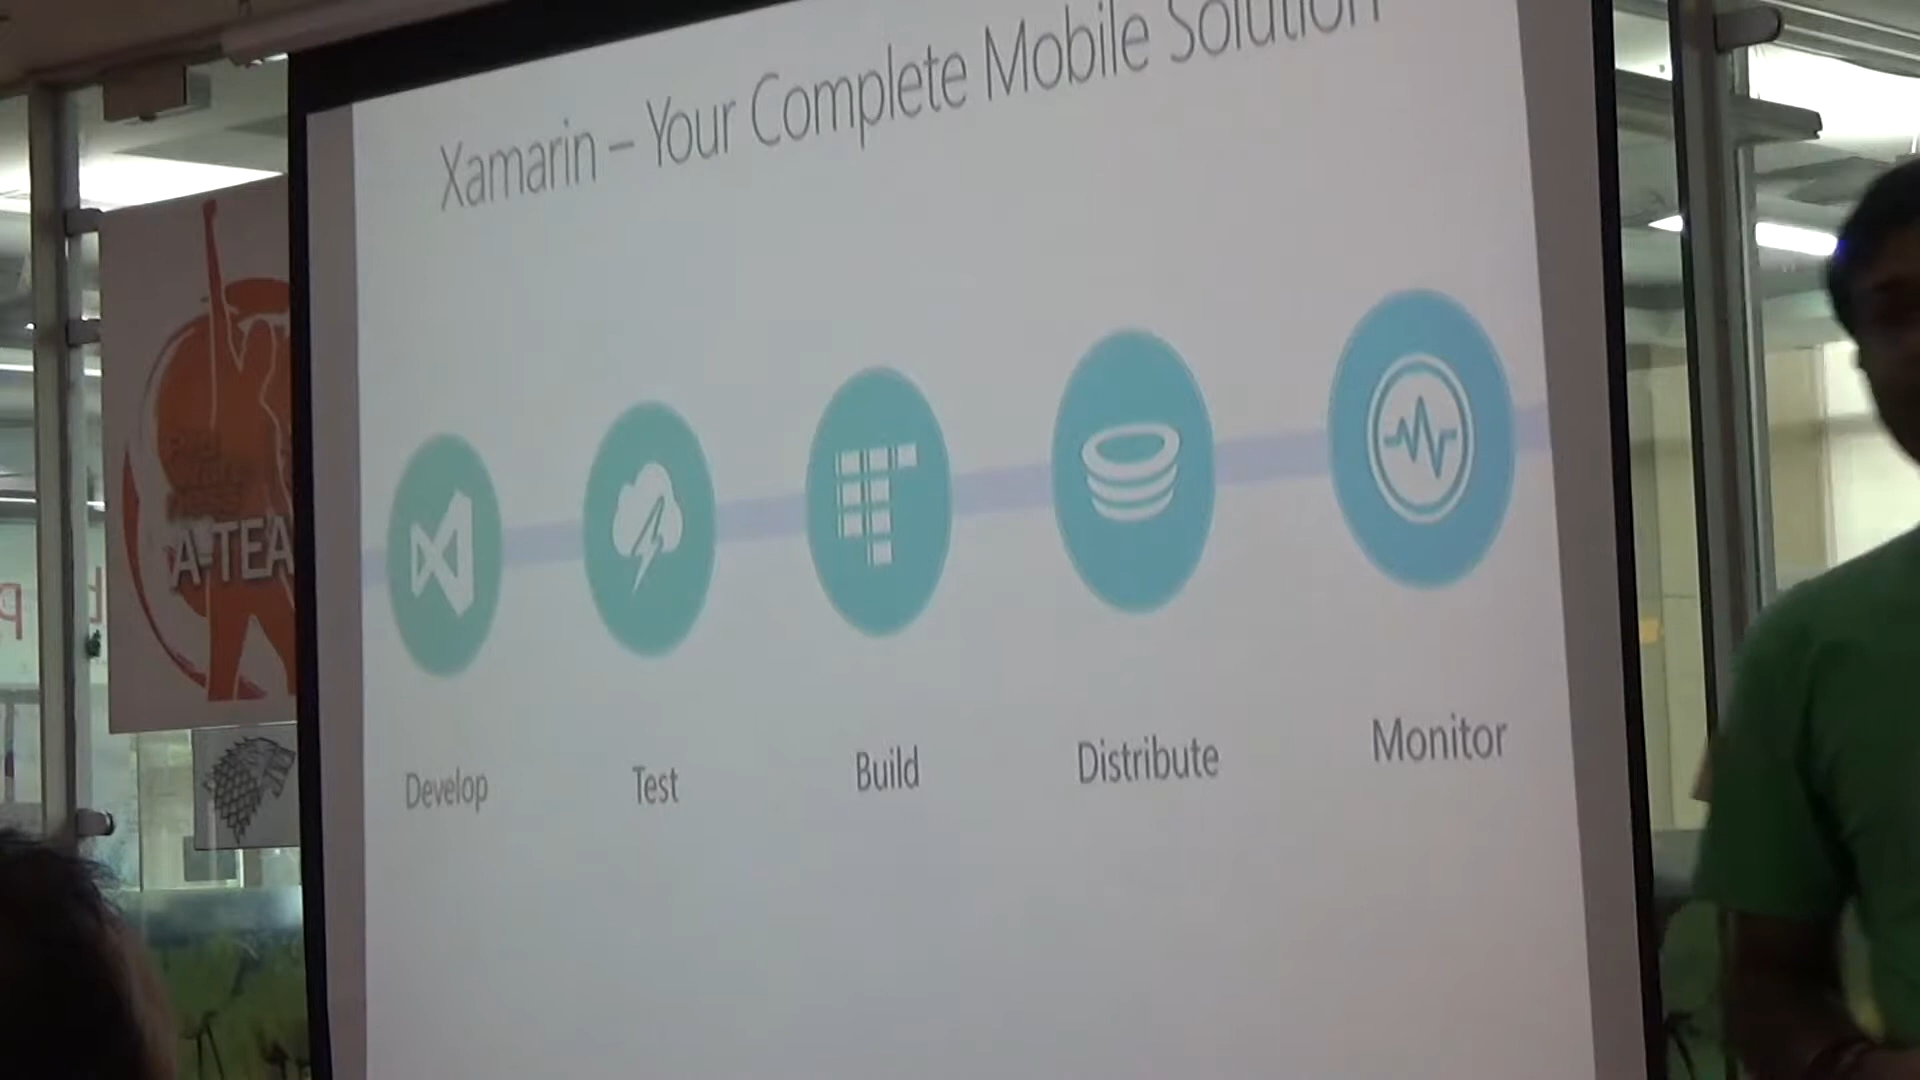 Xamarin – Your Complete Mobile Solution
Develop
Test
Build
Distribute
Monitor
A-TEA